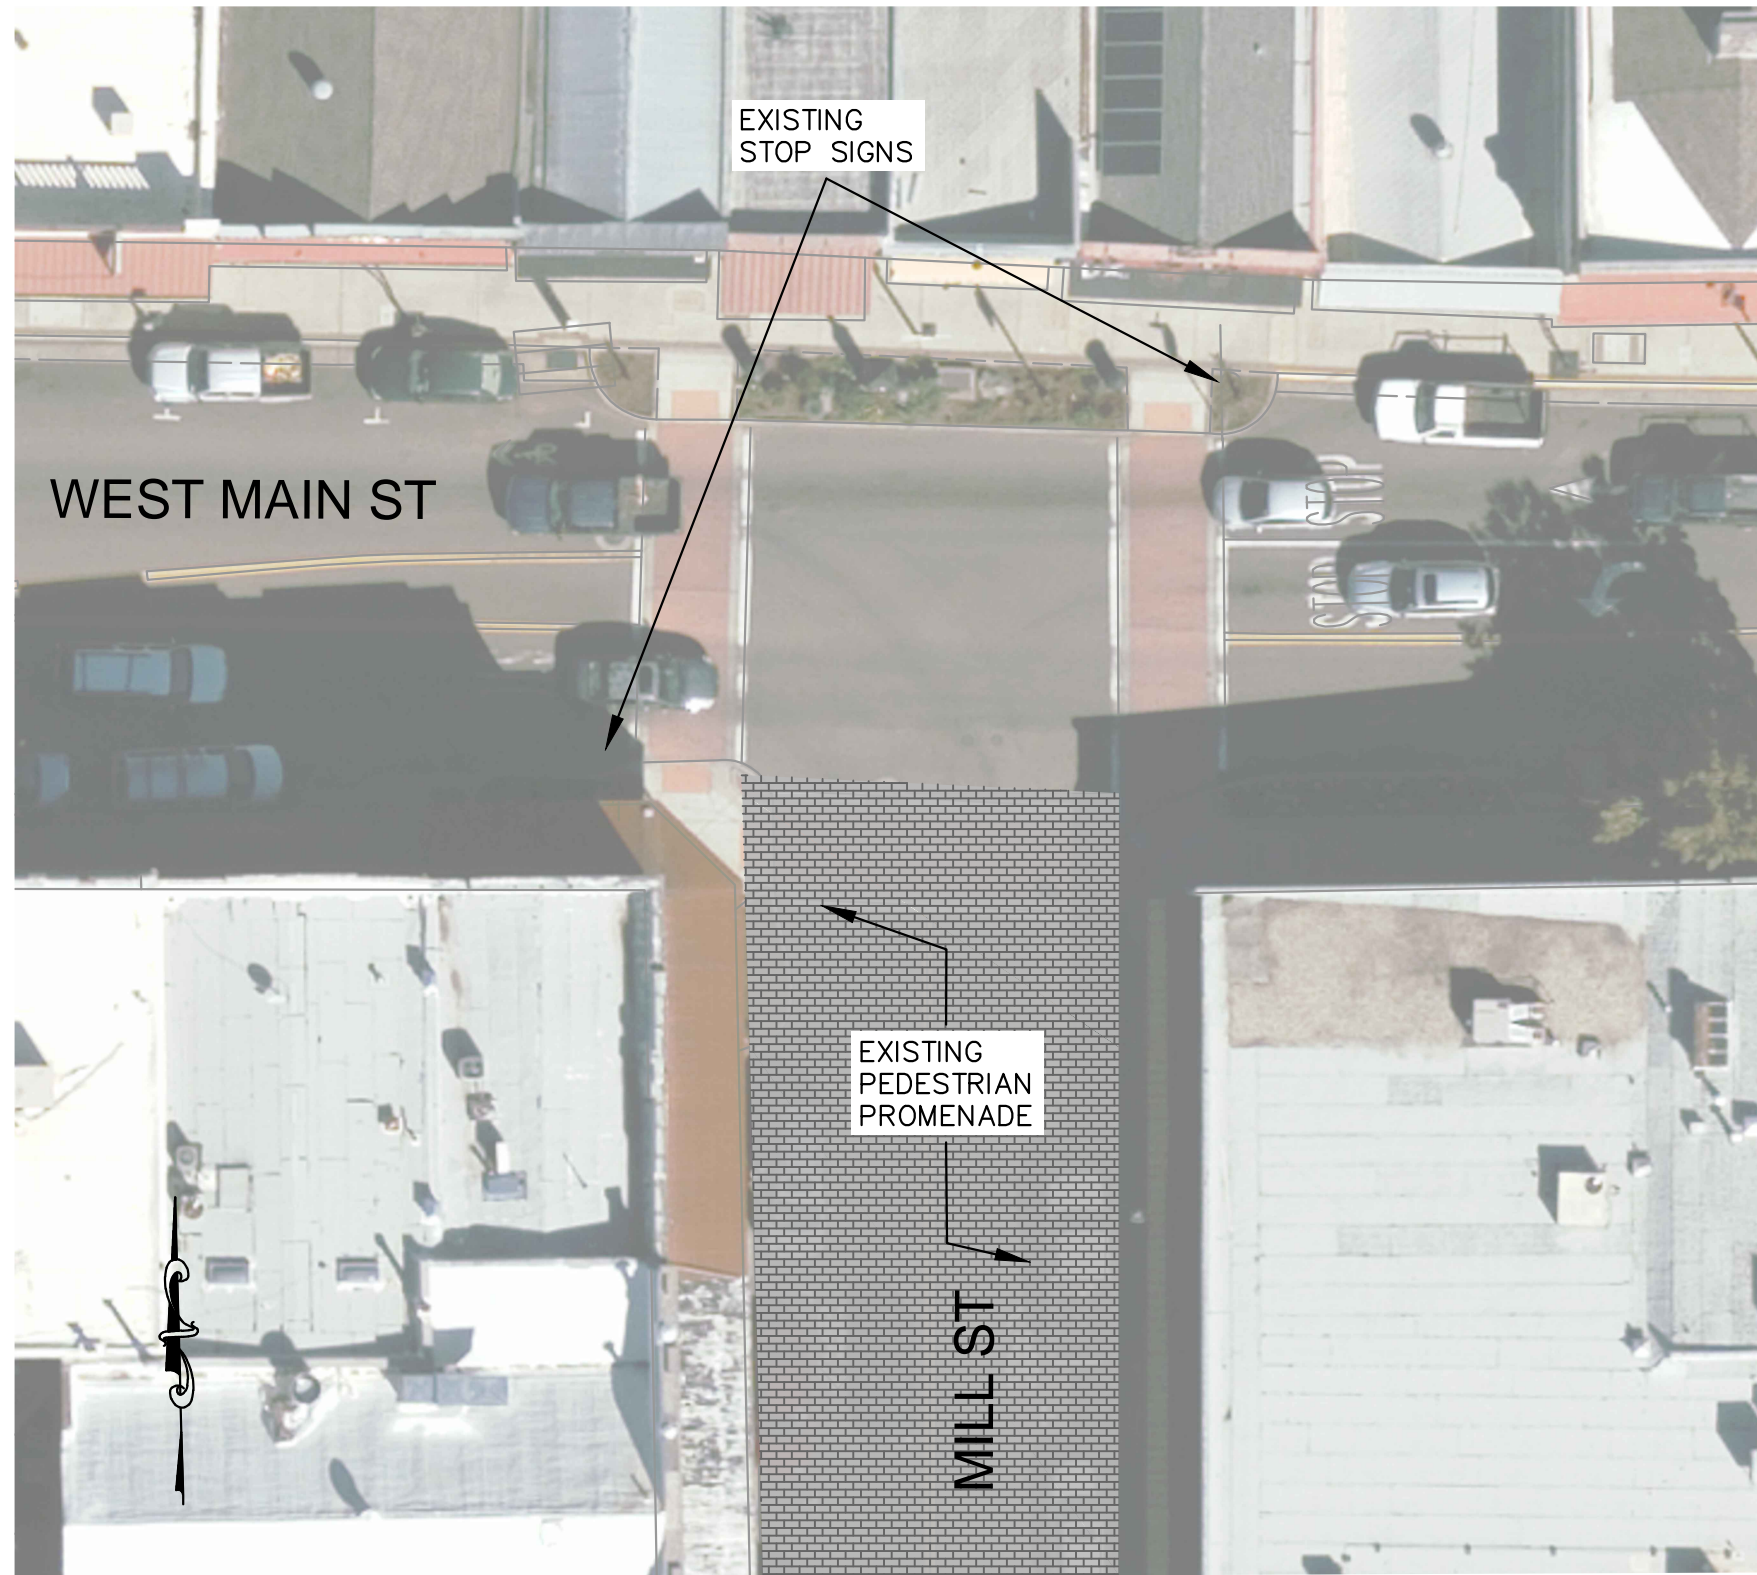 EXISTING
STOP SIGNS
WEST MAIN ST
STOP
STOP
EXISTING
PEDESTRIAN
PROMENADE
MILL ST